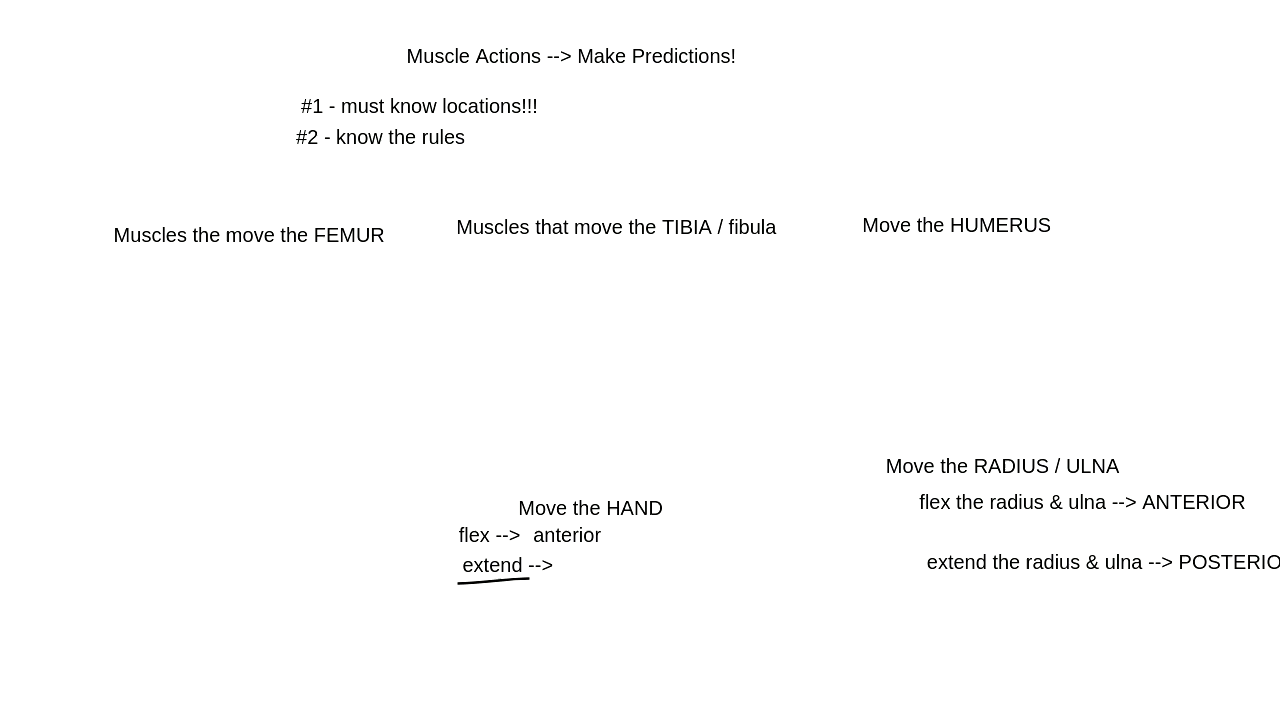 Muscle Actions --> Make Predictions!
#1 - must know locations!!!
#2 - know the rules
Muscles the move the FEMUR
Muscles that move the TIBIA / fibula
Move the HUMERUS
Move the RADIUS / ULNA
flex the radius & ulna --> ANTERIOR
extend the radius & ulna --> POSTERIO
Move the HAND
flex --> anterior
extend -->